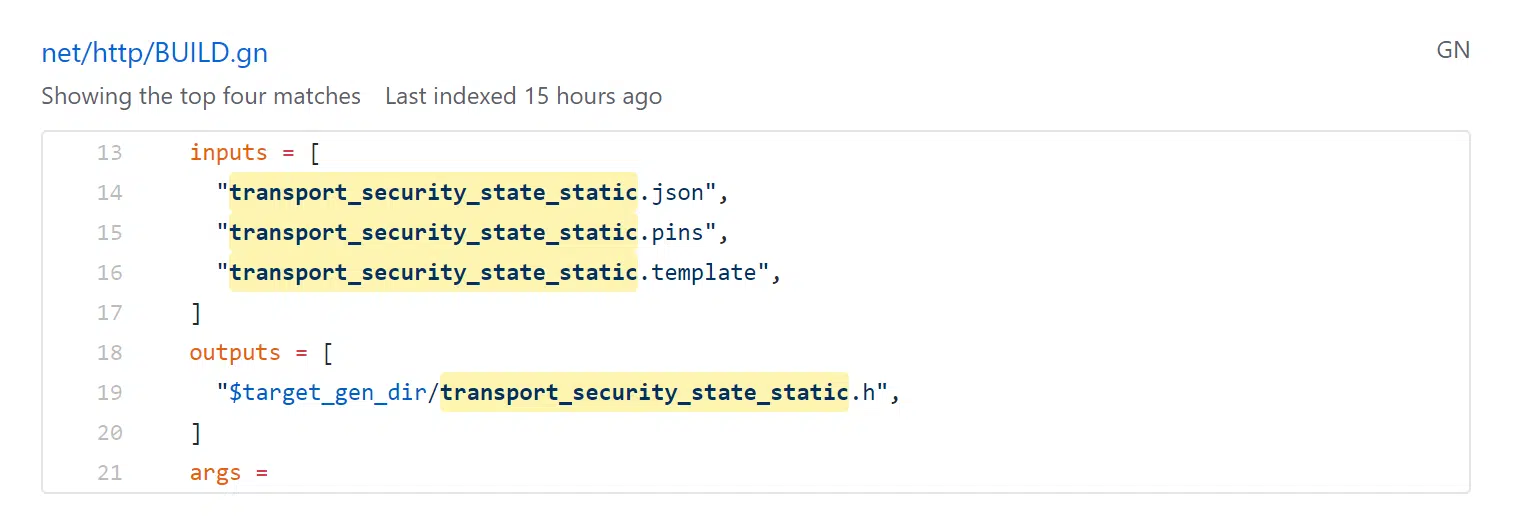 net/http/BUILD.gn GN
Showing the top four matches Last indexed 15 hours ago
13 inputs = [
14 "transport_security_state_static.json",
15 "transport_security_state_static.pins",
16 "transport_security_state_static.template",
17 ]
18 outputs = [
19 "$target_gen_dir/transport_security_state_static.h",
20 ]
21 args =